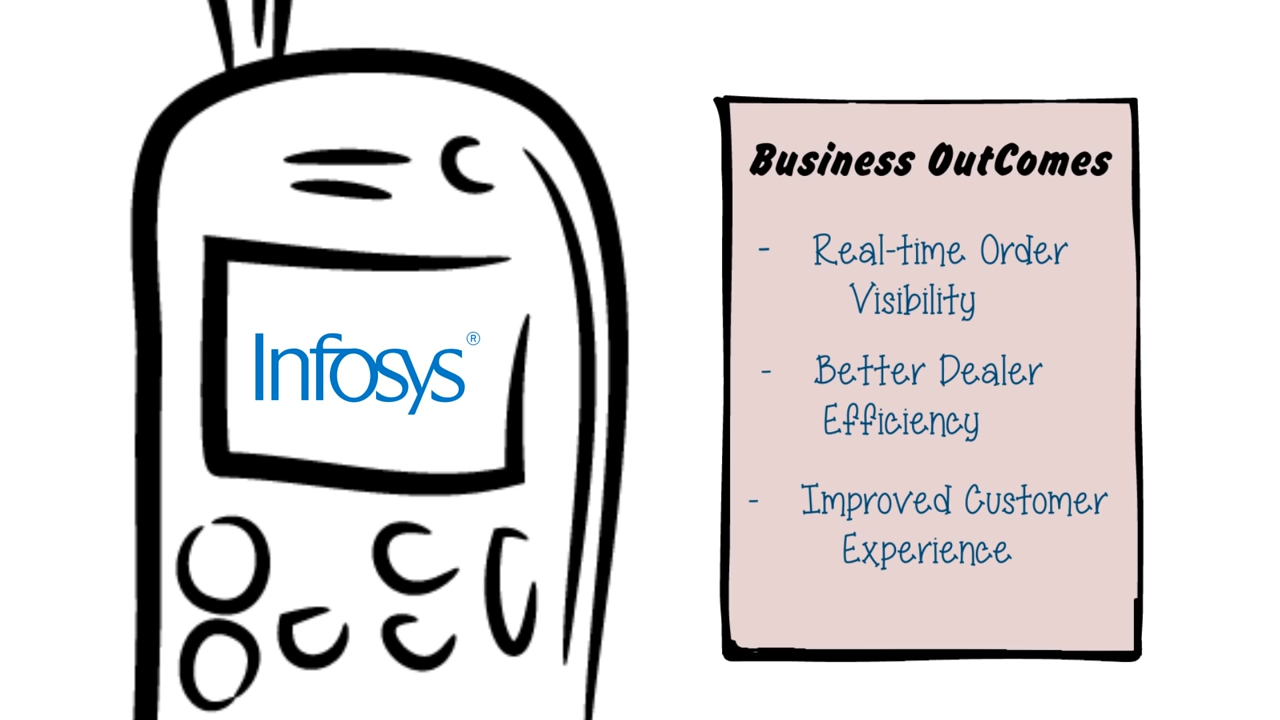 Infosys®
Business OutComes
- Real-time Order
Visibility
- Better Dealer
Efficiency
- Improved Customer
Experience